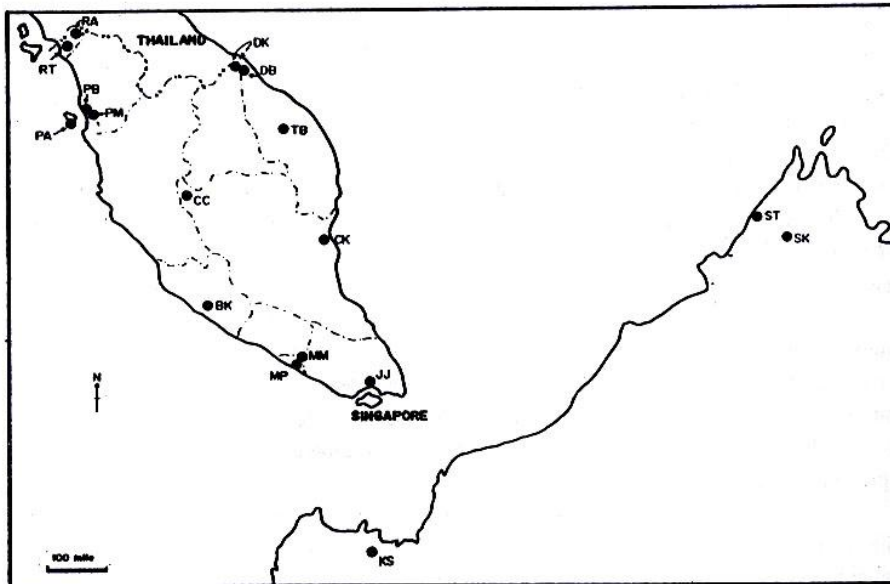 RA
THAILAND
DK
RT
DB
PB
PM
PA
TB
CC
ST
CK
SK
BK
MM
N
MP
JJ
SINGAPORE
100 mile
KS